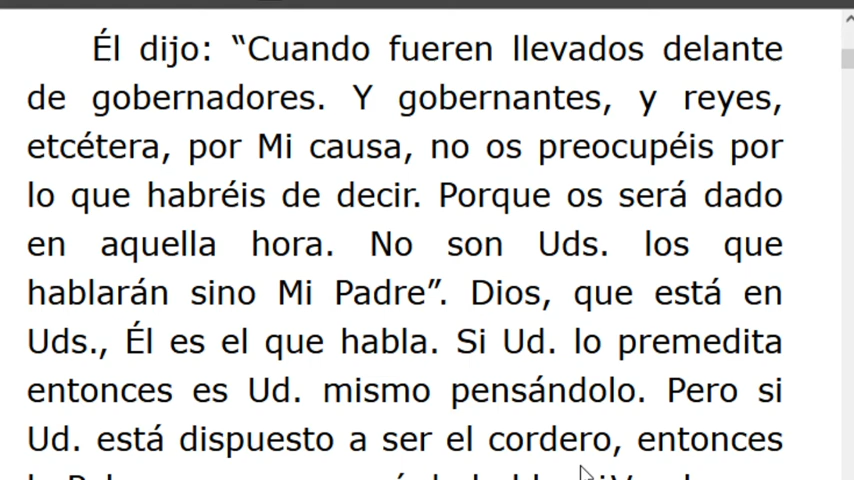 Él dijo: “Cuando fueren llevados delante
de gobernadores. Y gobernantes, y reyes,
etcétera, por Mi causa, no os preocupéis por
lo que habréis de decir. Porque os será dado
en aquella hora. No son Uds. los que
hablarán sino Mi Padre”. Dios, que está en
Uds., Él es el que habla. Si Ud. lo premedita
entonces es Ud. mismo pensándolo. Pero si
Ud. está dispuesto a ser el cordero, entonces